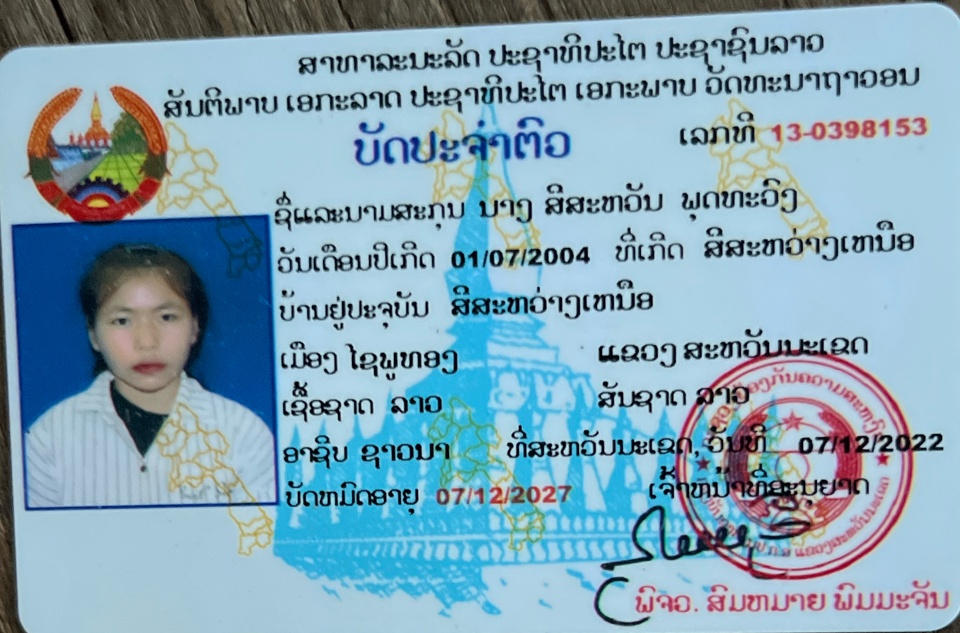 ສາທາລະນະລັດ ປະຊາທິປະໄຕ ປະຊາຊົນລາວ
ສັນຕິພາບ ເອກະລາດ ປະຊາທິປະໄຕ ເອກະພາບ ວັດທະນາຖາວອນ
ບັດປະຈຳຕົວ ເລກທີ 13-0398153
ຊື່ແລະນາມສະກຸນ ນາງ ສີສະຫວັນ ພຸດທະວົງ
ວັນເດືອນປີເກີດ 01/07/2004 ທີ່ເກີດ ສີສະຫວ່າງເໜືອ
ບ້ານຢູ່ປະຈຸບັນ ສີສະຫວ່າງເໜືອ
ເມືອງ ໄຊພູທອງ ແຂວງ ສະຫວັນນະເຂດ
ເຊື້ອຊາດ ລາວ ສັນຊາດ ລາວ
ອາຊີບ ຊາວນາ ທີ່ສະຫວັນນະເຂດ, ວັນທີ 07/12/2022
ບັດຫມົດອາຍຸ 07/12/2027 ເຈົ້າຫນ້າທີ່ອະນຸຍາດ
ພິຈອ. ສົມຫມາຍ ພິມມະຈັນ